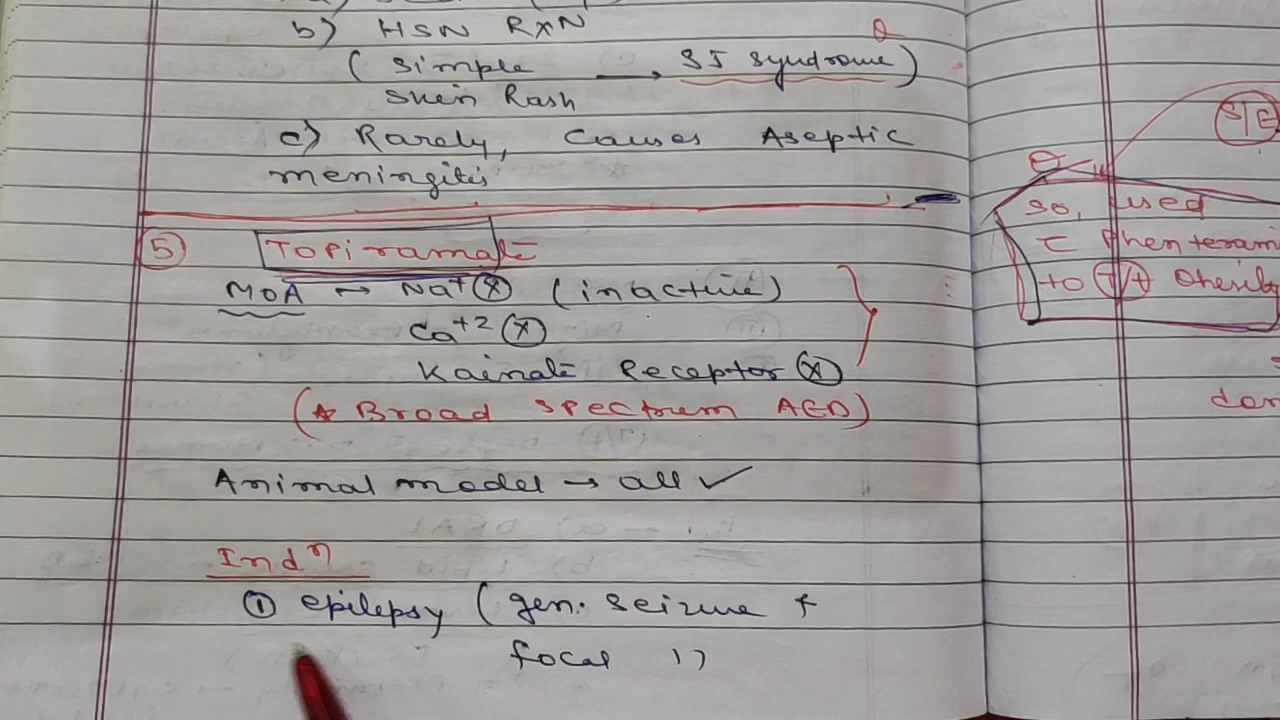 b) HSN RXN
Q
( Simple → SJ Syndrome )
Skin Rash
c) Rarely, Causes Aseptic
meningitis
5 Topiramate
MOA → Na+ (x) (inactive)
Ca+2 (x)
Kainate Receptor (x)
(* Broad Spectrum AED)
Animal model → all ✓
Indⁿ
① epilepsy ( gen. Seizure +
focal ")
S/E
so, used
c̄ Phenterami
to T/t Obesity